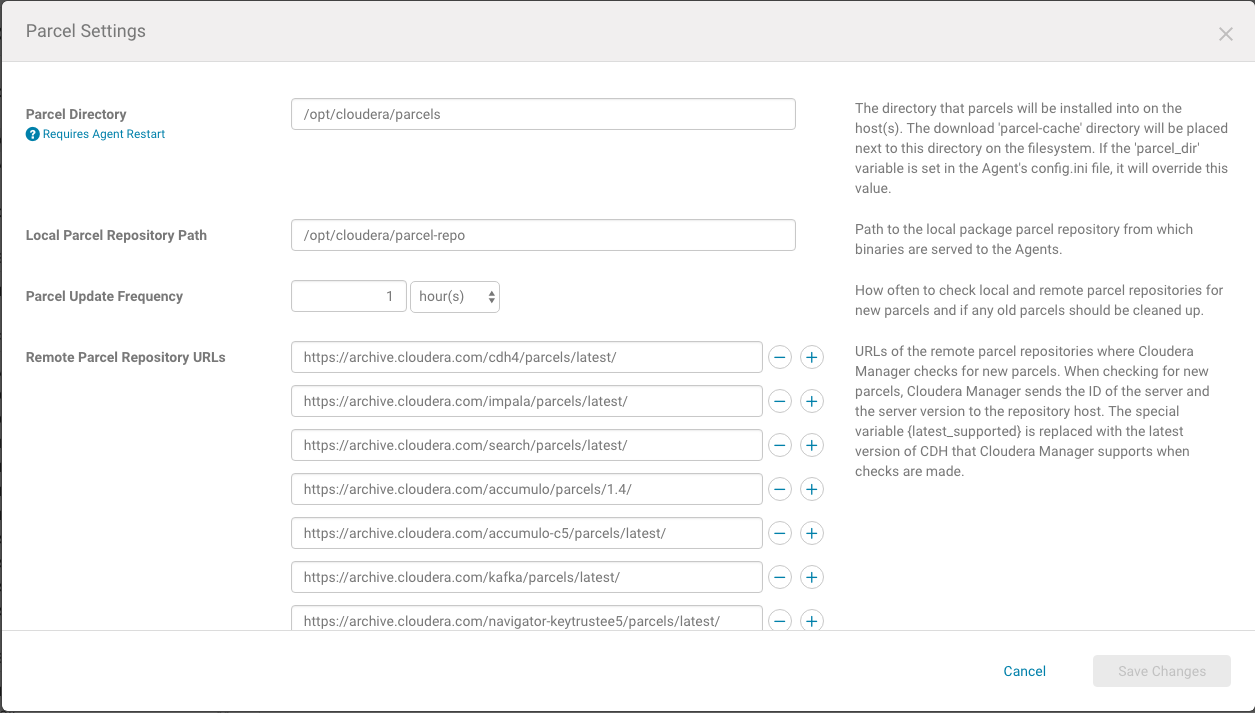 Parcel Settings
Parcel Directory
Requires Agent Restart
/opt/cloudera/parcels
The directory that parcels will be installed into on the
host(s). The download 'parcel-cache' directory will be placed
next to this directory on the filesystem. If the 'parcel_dir'
variable is set in the Agent's config.ini file, it will override this
value.
Local Parcel Repository Path
/opt/cloudera/parcel-repo
Path to the local package parcel repository from which
binaries are served to the Agents.
Parcel Update Frequency
1 hour(s)
How often to check local and remote parcel repositories for
new parcels and if any old parcels should be cleaned up.
Remote Parcel Repository URLs
https://archive.cloudera.com/cdh4/parcels/latest/
https://archive.cloudera.com/impala/parcels/latest/
https://archive.cloudera.com/search/parcels/latest/
https://archive.cloudera.com/accumulo/parcels/1.4/
https://archive.cloudera.com/accumulo-c5/parcels/latest/
https://archive.cloudera.com/kafka/parcels/latest/
https://archive.cloudera.com/navigator-keytrustee5/parcels/latest/
URLs of the remote parcel repositories where Cloudera
Manager checks for new parcels. When checking for new
parcels, Cloudera Manager sends the ID of the server and
the server version to the repository host. The special
variable {latest_supported} is replaced with the latest
version of CDH that Cloudera Manager supports when
checks are made.
Cancel
Save Changes